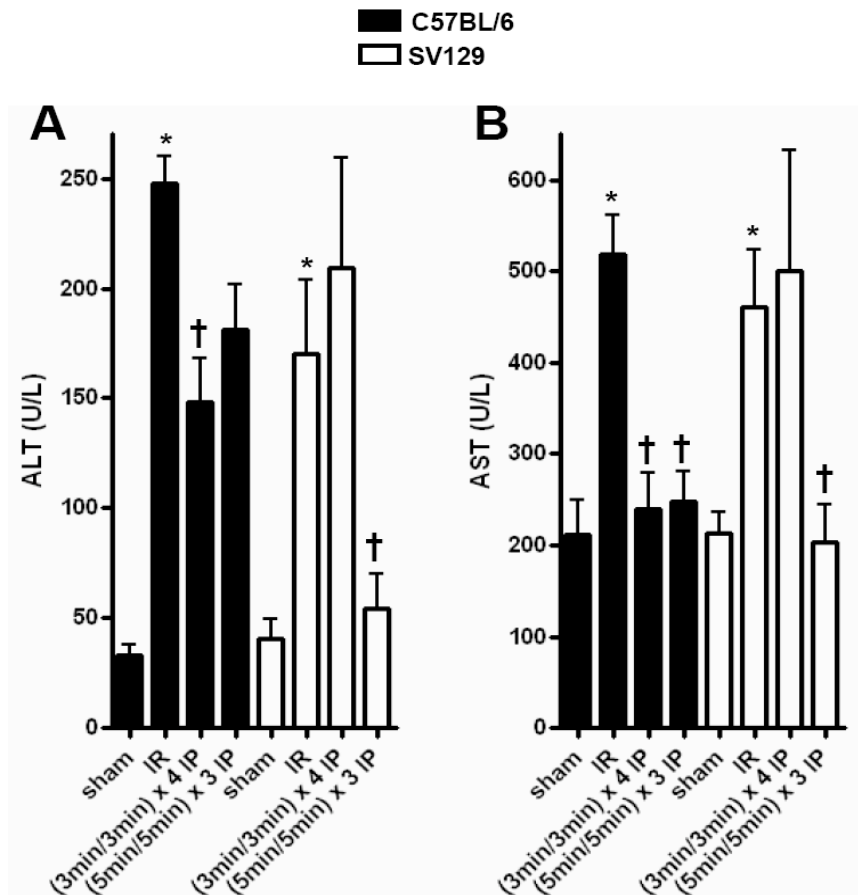 C57BL/6
SV129
A
ALT (U/L)
250
200
150
100
50
0
*
†
*
†
sham
IR
(3min/3min) x 4 IP
(5min/5min) x 3 IP
sham
IR
(3min/3min) x 4 IP
(5min/5min) x 3 IP
B
AST (U/L)
600
500
400
300
200
100
0
*
†
†
*
†
sham
IR
(3min/3min) x 4 IP
(5min/5min) x 3 IP
sham
IR
(3min/3min) x 4 IP
(5min/5min) x 3 IP